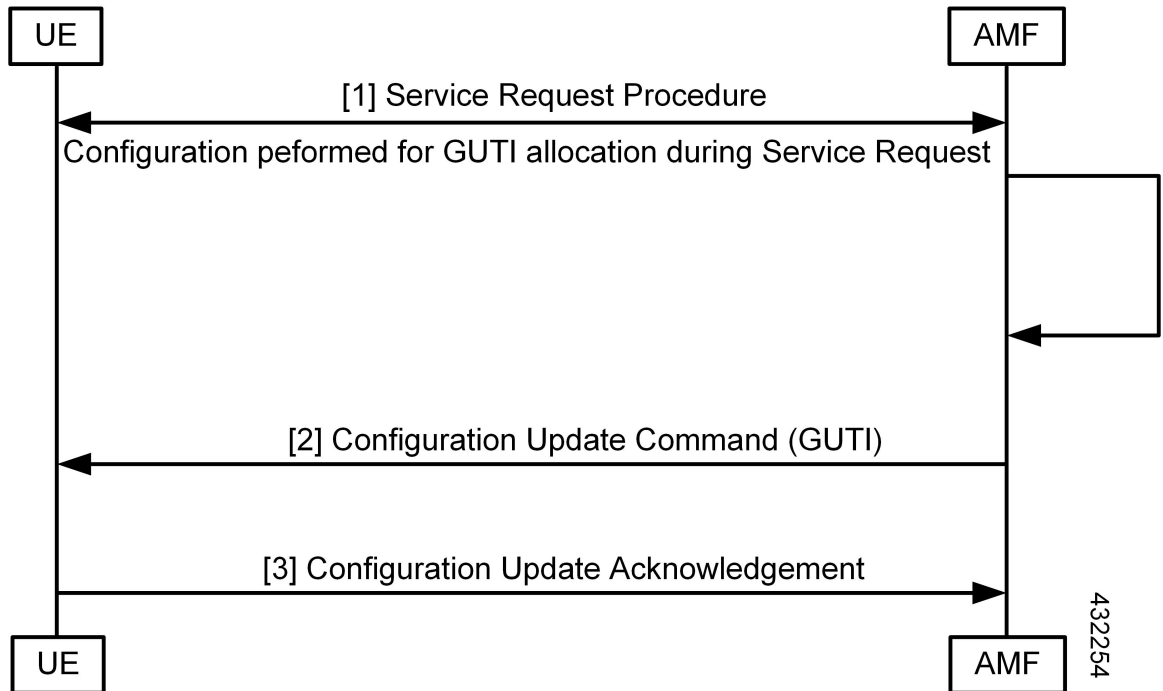 UE
AMF
[1] Service Request Procedure
Configuration peformed for GUTI allocation during Service Request
[2] Configuration Update Command (GUTI)
[3] Configuration Update Acknowledgement
432254
UE
AMF